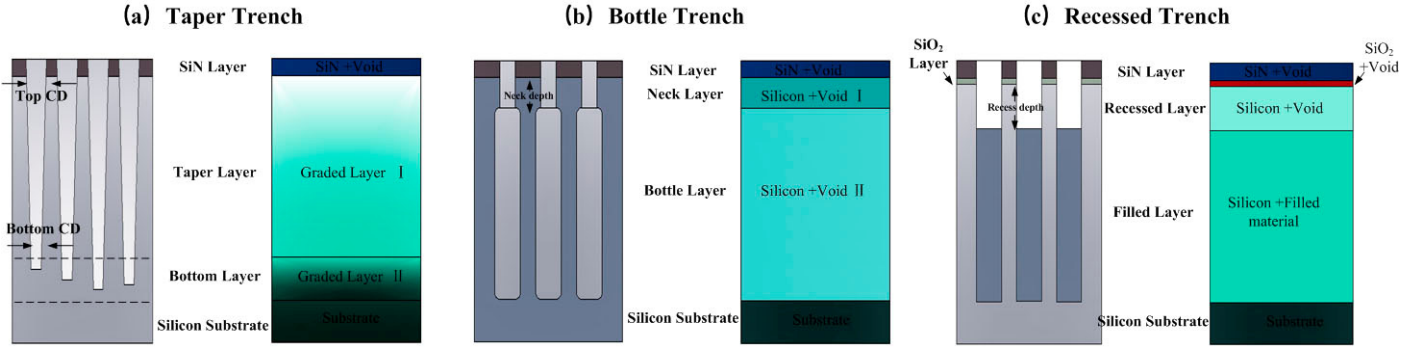 (a) Taper Trench
SiN Layer
Top CD
Taper Layer
Bottom CD
Bottom Layer
Silicon Substrate
SiN +Void
Graded Layer Ⅰ
Graded Layer Ⅱ
Substrate
(b) Bottle Trench
Neck depth
SiN Layer
Neck Layer
Bottle Layer
Silicon Substrate
SiN +Void
Silicon +Void Ⅰ
Silicon +Void Ⅱ
Substrate
(c) Recessed Trench
SiO2
Layer
Recess depth
SiN Layer
Recessed Layer
Filled Layer
Silicon Substrate
SiO2
+Void
SiN +Void
Silicon +Void
Silicon +Filled
material
Substrate